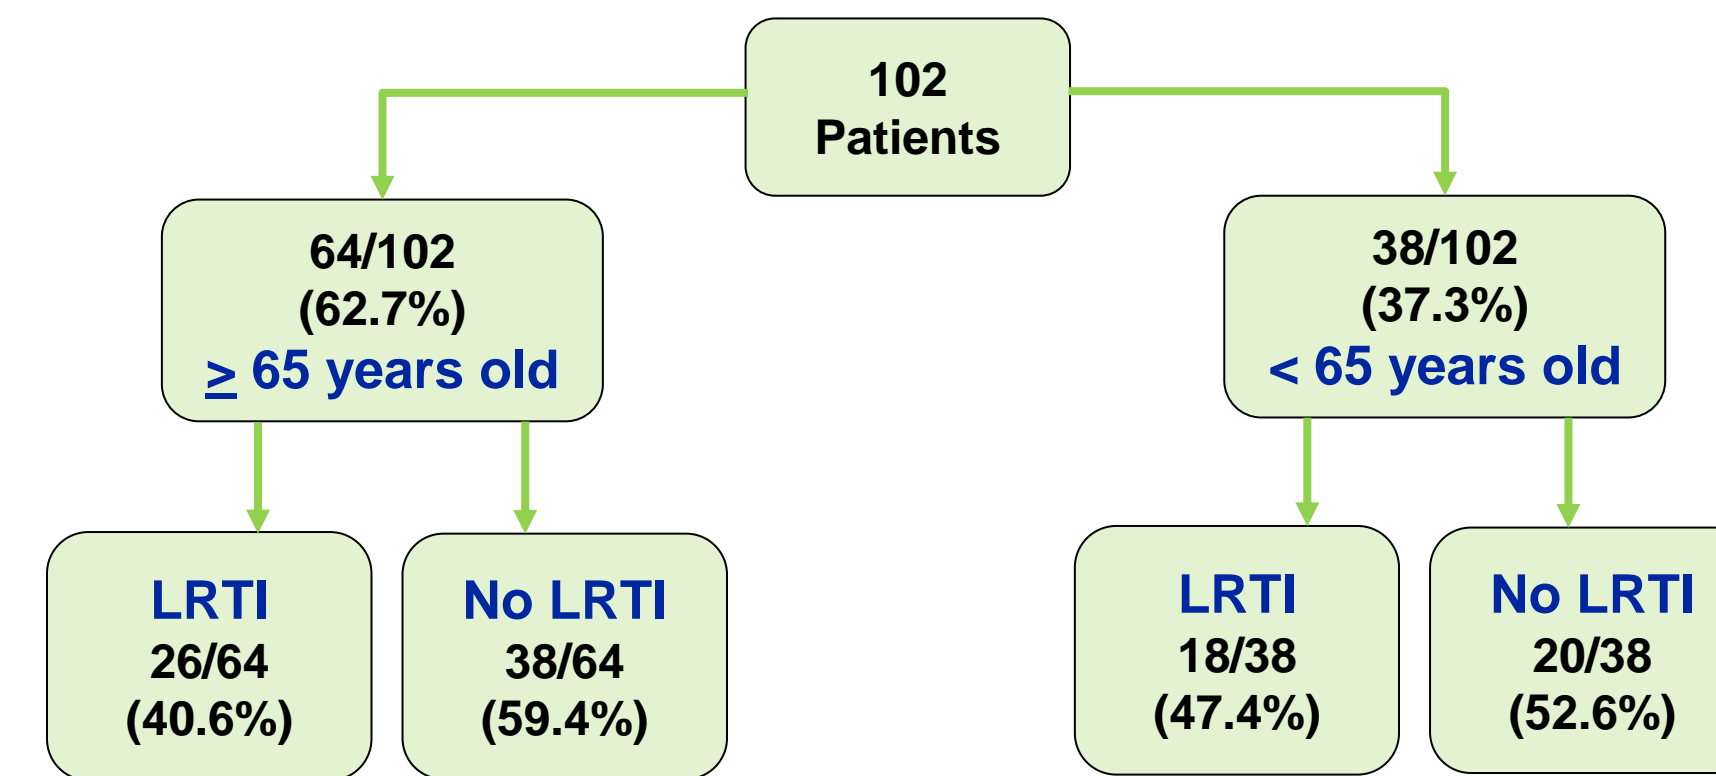 102
Patients
64/102
(62.7%)
≥ 65 years old
38/102
(37.3%)
< 65 years old
LRTI
26/64
(40.6%)
No LRTI
38/64
(59.4%)
LRTI
18/38
(47.4%)
No LRTI
20/38
(52.6%)